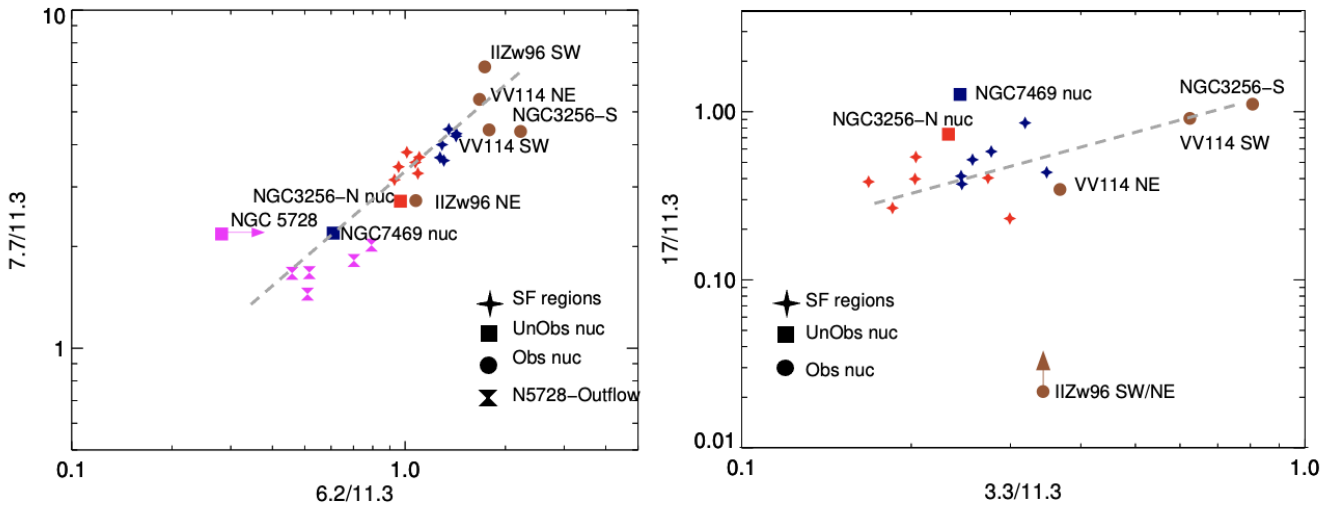 10
IIZw96 SW
VV114 NE
NGC3256-S
VV114 SW
NGC3256-N nuc
IIZw96 NE
NGC 5728
NGC7469 nuc
7.7/11.3
SF regions
UnObs nuc
Obs nuc
N5728-Outflow
1
0.1
1.0
6.2/11.3
1.00
NGC7469 nuc
NGC3256-S
NGC3256-N nuc
VV114 SW
VV114 NE
17/11.3
0.10
SF regions
UnObs nuc
Obs nuc
IIZw96 SW/NE
0.01
0.1
1.0
3.3/11.3